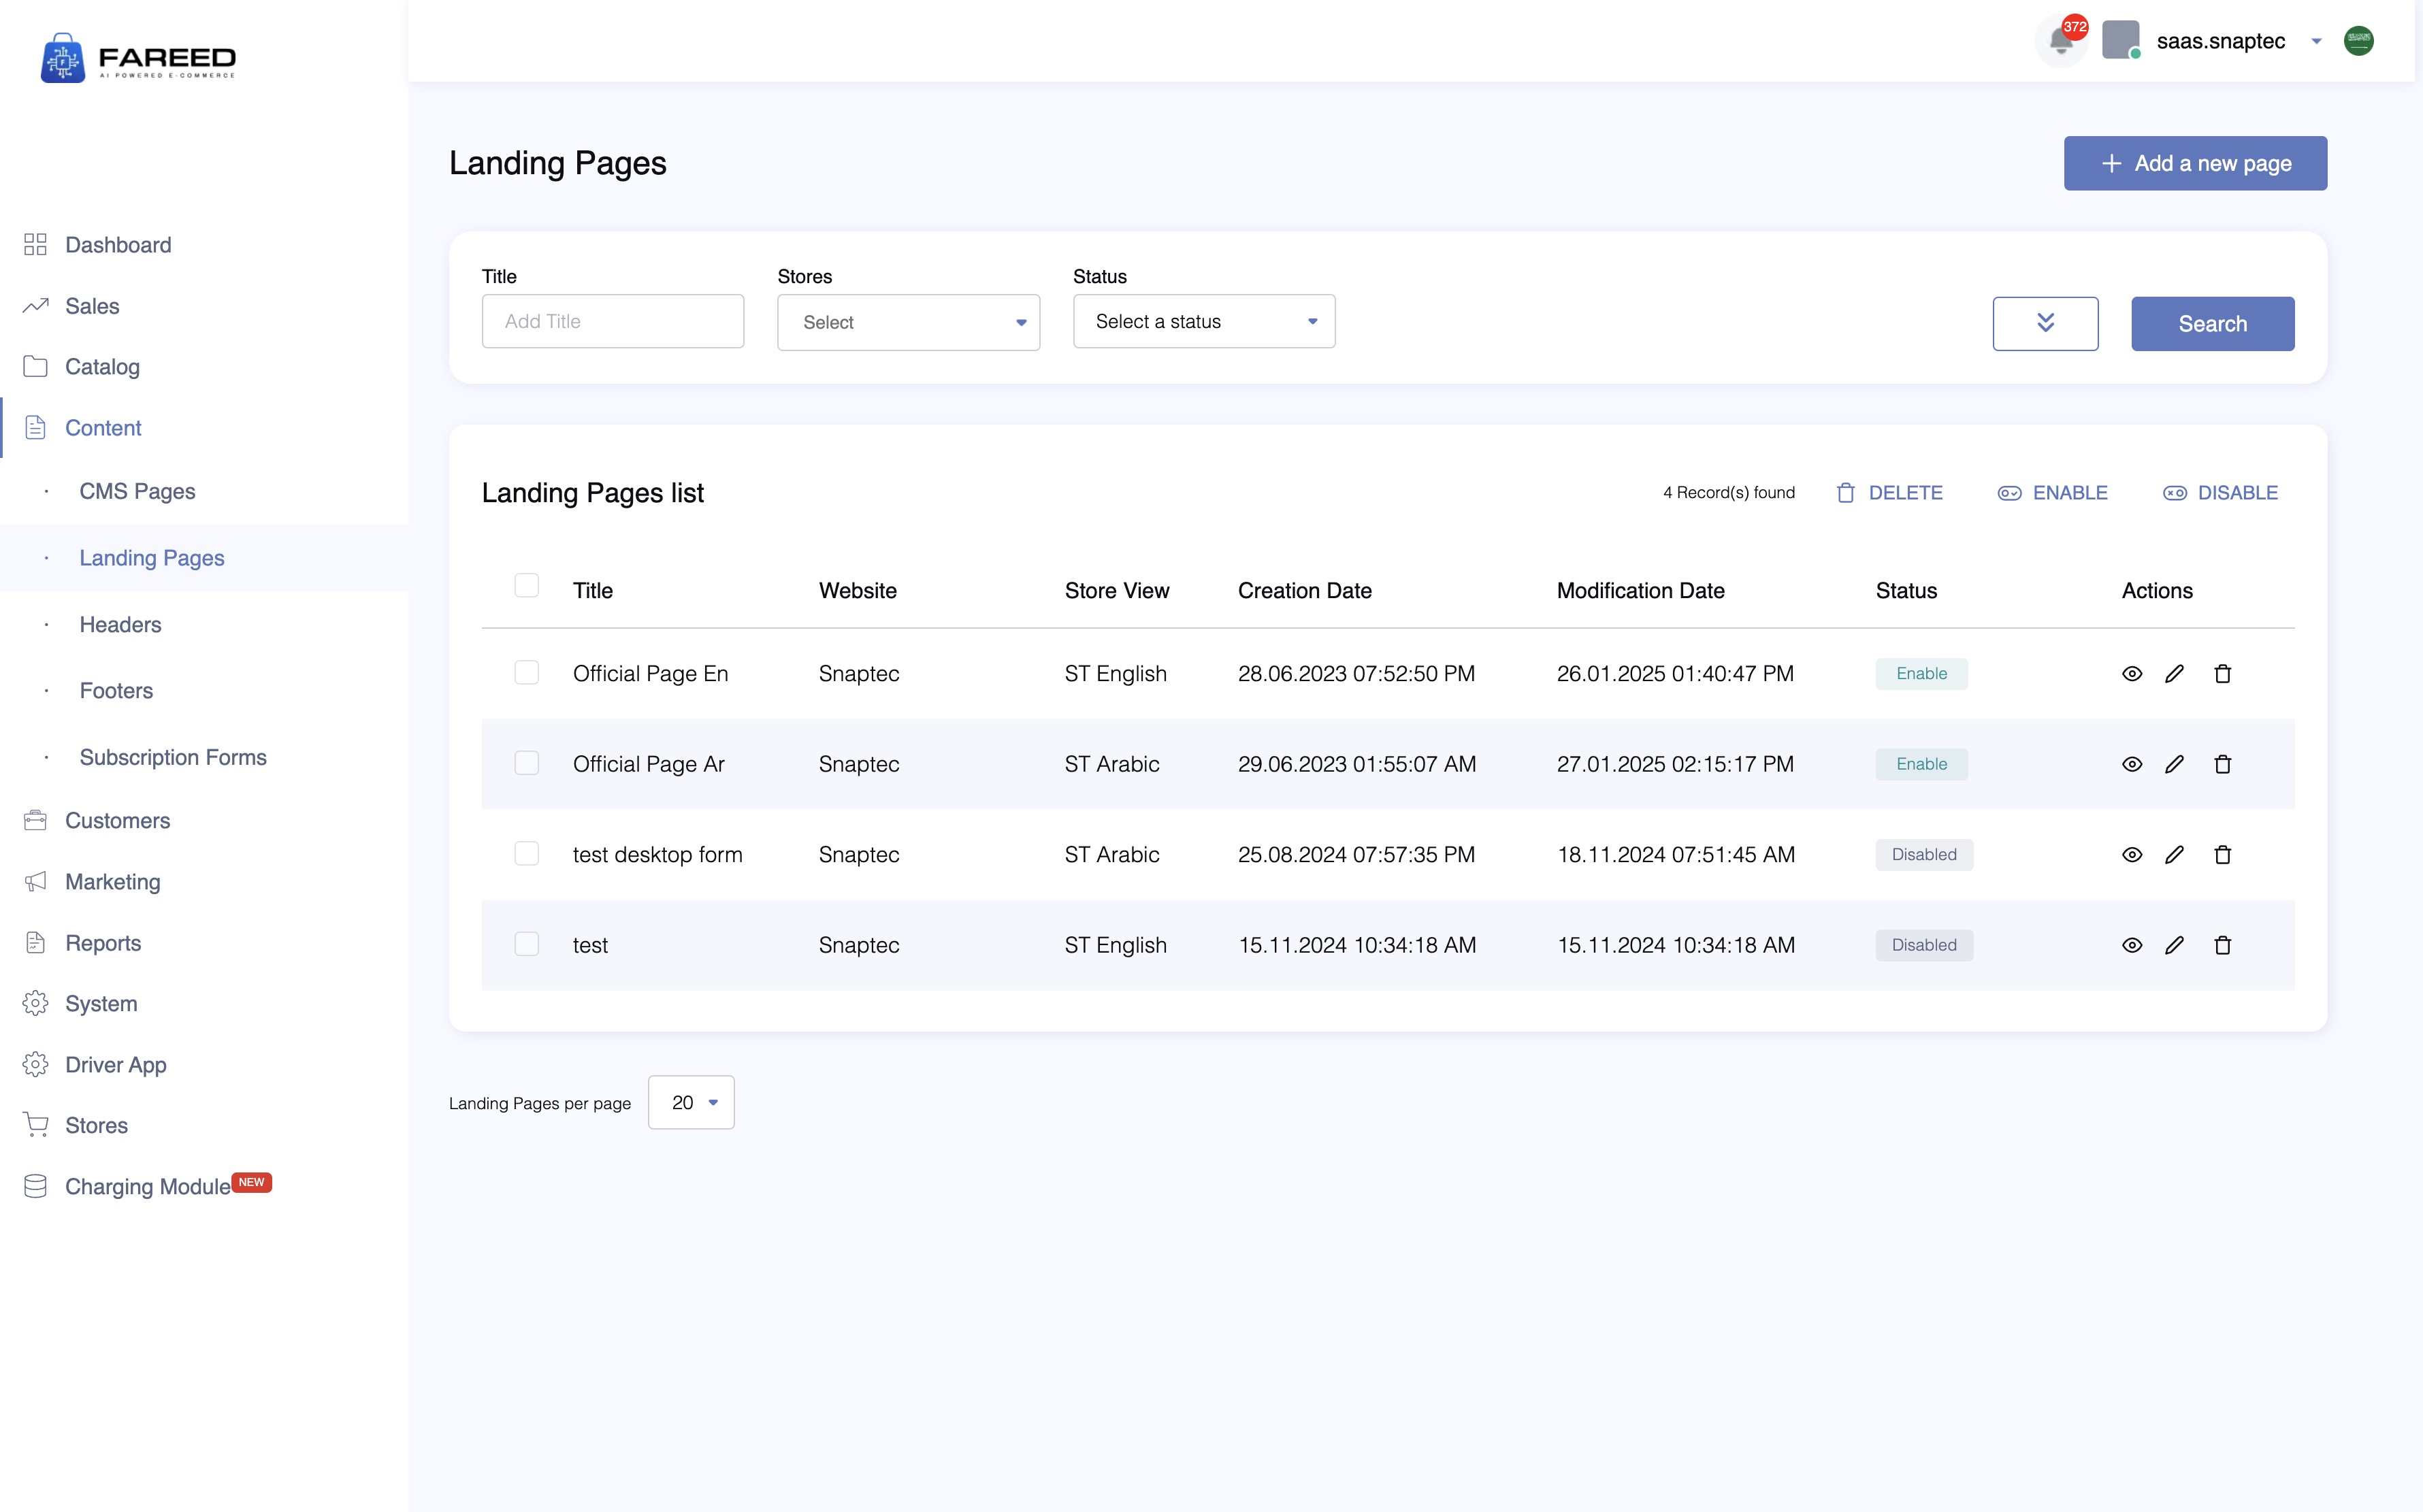 FAREED
AI POWERED E-COMMERCE
372
saas.snaptec
Dashboard
Sales
Catalog
Content
CMS Pages
Landing Pages
Headers
Footers
Subscription Forms
Customers
Marketing
Reports
System
Driver App
Stores
Charging Module NEW
Landing Pages
Add a new page
Title Stores Status
Add Title Select Select a status Search
Landing Pages list 4 Record(s) found DELETE ENABLE DISABLE
Title Website Store View Creation Date Modification Date Status Actions
Official Page En Snaptec ST English 28.06.2023 07:52:50 PM 26.01.2025 01:40:47 PM Enable
Official Page Ar Snaptec ST Arabic 29.06.2023 01:55:07 AM 27.01.2025 02:15:17 PM Enable
test desktop form Snaptec ST Arabic 25.08.2024 07:57:35 PM 18.11.2024 07:51:45 AM Disabled
test Snaptec ST English 15.11.2024 10:34:18 AM 15.11.2024 10:34:18 AM Disabled
Landing Pages per page 20